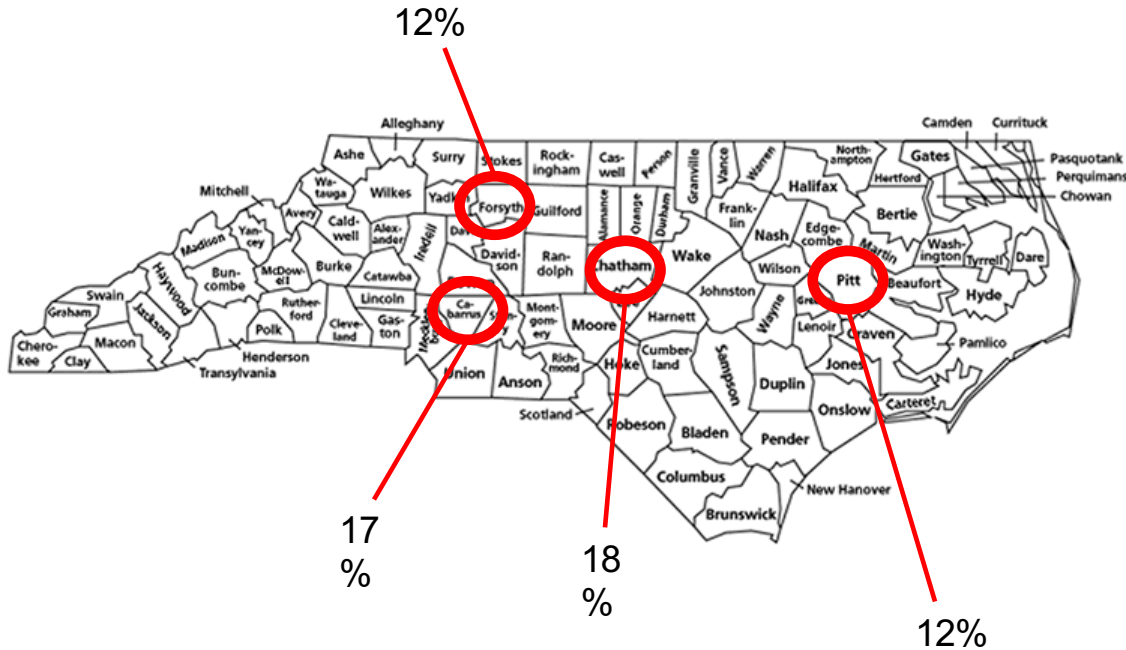 12%
Alleghany
Camden
Currituck
Ashe
Surry
Stokes
Rock-
ingham
Cas-
well
Person
Granville
Vance
Warren
North-
ampton
Gates
Hertford
Pasquotank
Perquimans
Chowan
Mitchell
Wa-
tauga
Wilkes
Forsyth
Guilford
Alamance
Orange
Durham
Frank-
lin
Halifax
Bertie
Avery
Cald-
well
Alex-
ander
Iredell
David-
son
Ran-
dolph
Wake
Nash
Edge-
combe
Martin
Wash-
ington
Tyrrell
Dare
Madison
Yan-
cey
Bun-
combe
McDow-
ell
Burke
Catawba
Wilson
Pitt
Beaufort
Hyde
Swain
Haywood
Ruther-
ford
Lincoln
Ca-
barrus
Mont-
gom-
ery
Moore
Harnett
Johnston
Wayne
Lenoir
Craven
Pamlico
Graham
Jackson
Polk
Cleve-
land
Gas-
ton
Chero-
kee
Clay
Macon
Henderson
Transylvania
Union
Anson
Rich-
mond
Hoke
Cumber-
land
Sampson
Duplin
Jones
Carteret
Scotland
Robeson
Bladen
Pender
Onslow
Columbus
New Hanover
Brunswick
17
%
18
%
12%